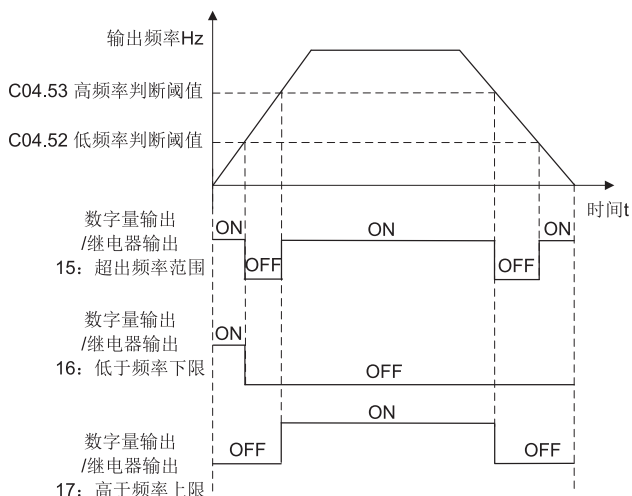 输出频率Hz
C04.53 高频率判断阈值
C04.52 低频率判断阈值
时间t
数字量输出
/继电器输出
15：超出频率范围
ON
OFF
ON
OFF
ON
数字量输出
/继电器输出
16：低于频率下限
ON
OFF
数字量输出
/继电器输出
17：高于频率上限
OFF
ON
OFF